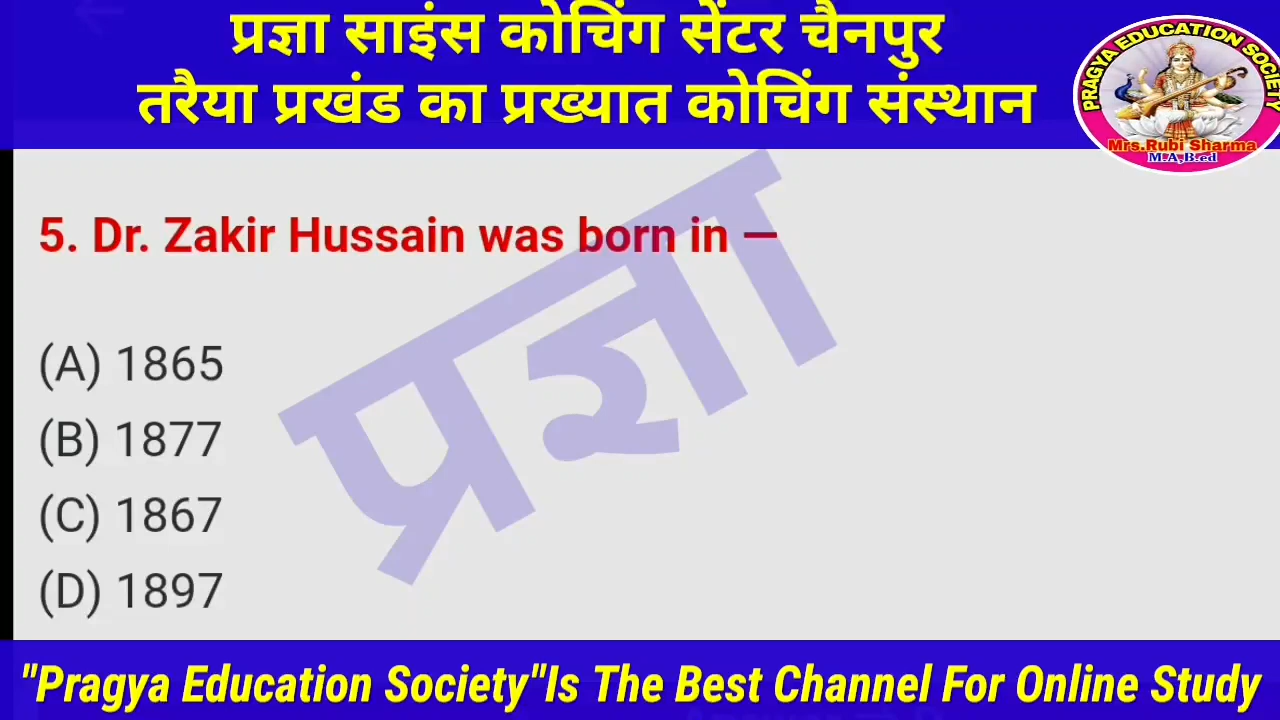 प्रज्ञा साइंस कोचिंग सेंटर चैनपुर
तरैया प्रखंड का प्रख्यात कोचिंग संस्थान
PRAGYA EDUCATION SOCIETY
Mrs.Rubi Sharma
M.A,B.ed
5. Dr. Zakir Hussain was born in —
(A) 1865
(B) 1877
(C) 1867
(D) 1897
प्रज्ञा
"Pragya Education Society"Is The Best Channel For Online Study